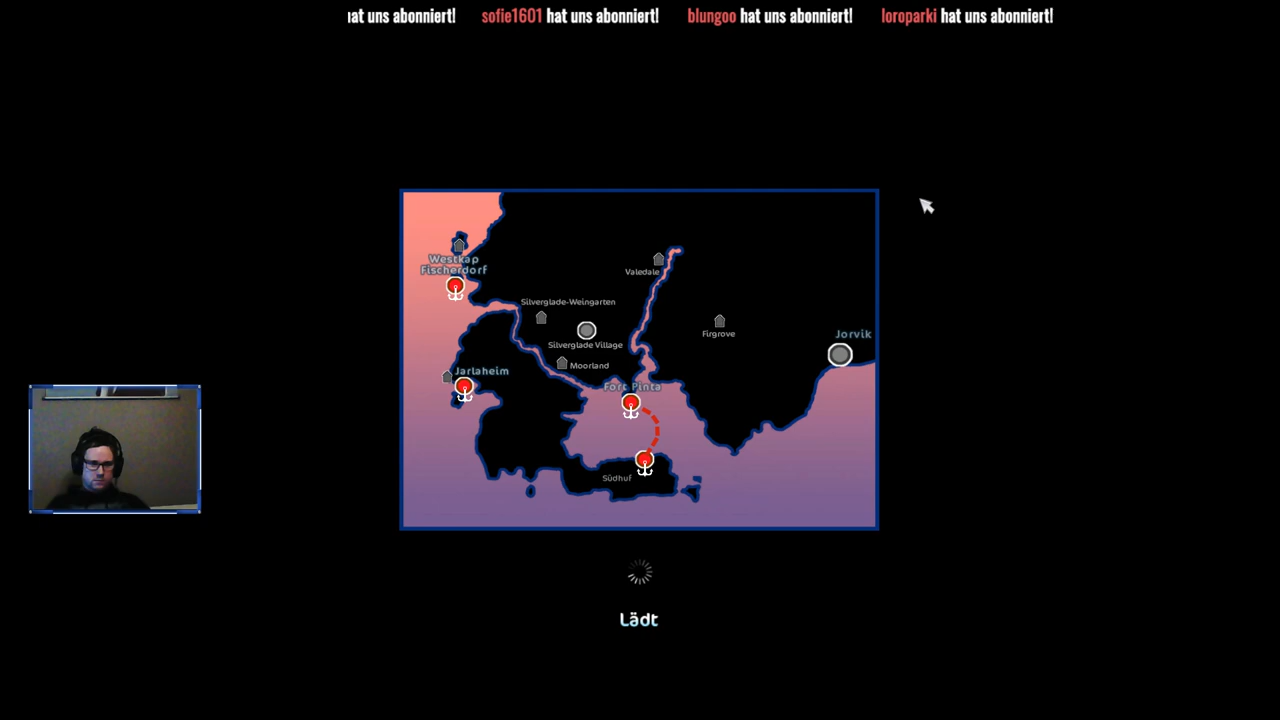 hat uns abonniert! sofie1601 hat uns abonniert! blungoo hat uns abonniert! loroparki hat uns abonniert!
Westkap
Fischerdorf
Valedale
Silverglade-Weingarten
Firgrove
Jorvik
Silverglade Village
Moorland
Jarlaheim
Fort Pinta
Südhuf
Lädt